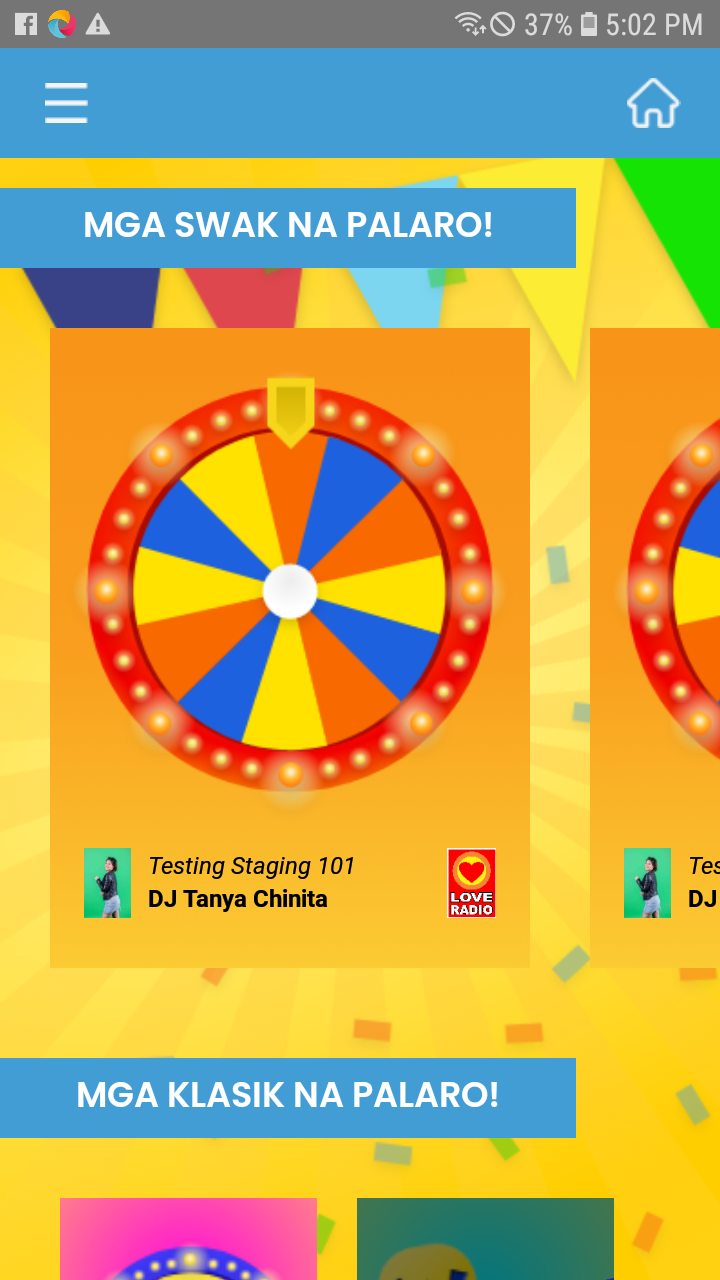 37% 5:02 PM
MGA SWAK NA PALARO!
Testing Staging 101
DJ Tanya Chinita
LOVE
RADIO
Tes
DJ
MGA KLASIK NA PALARO!